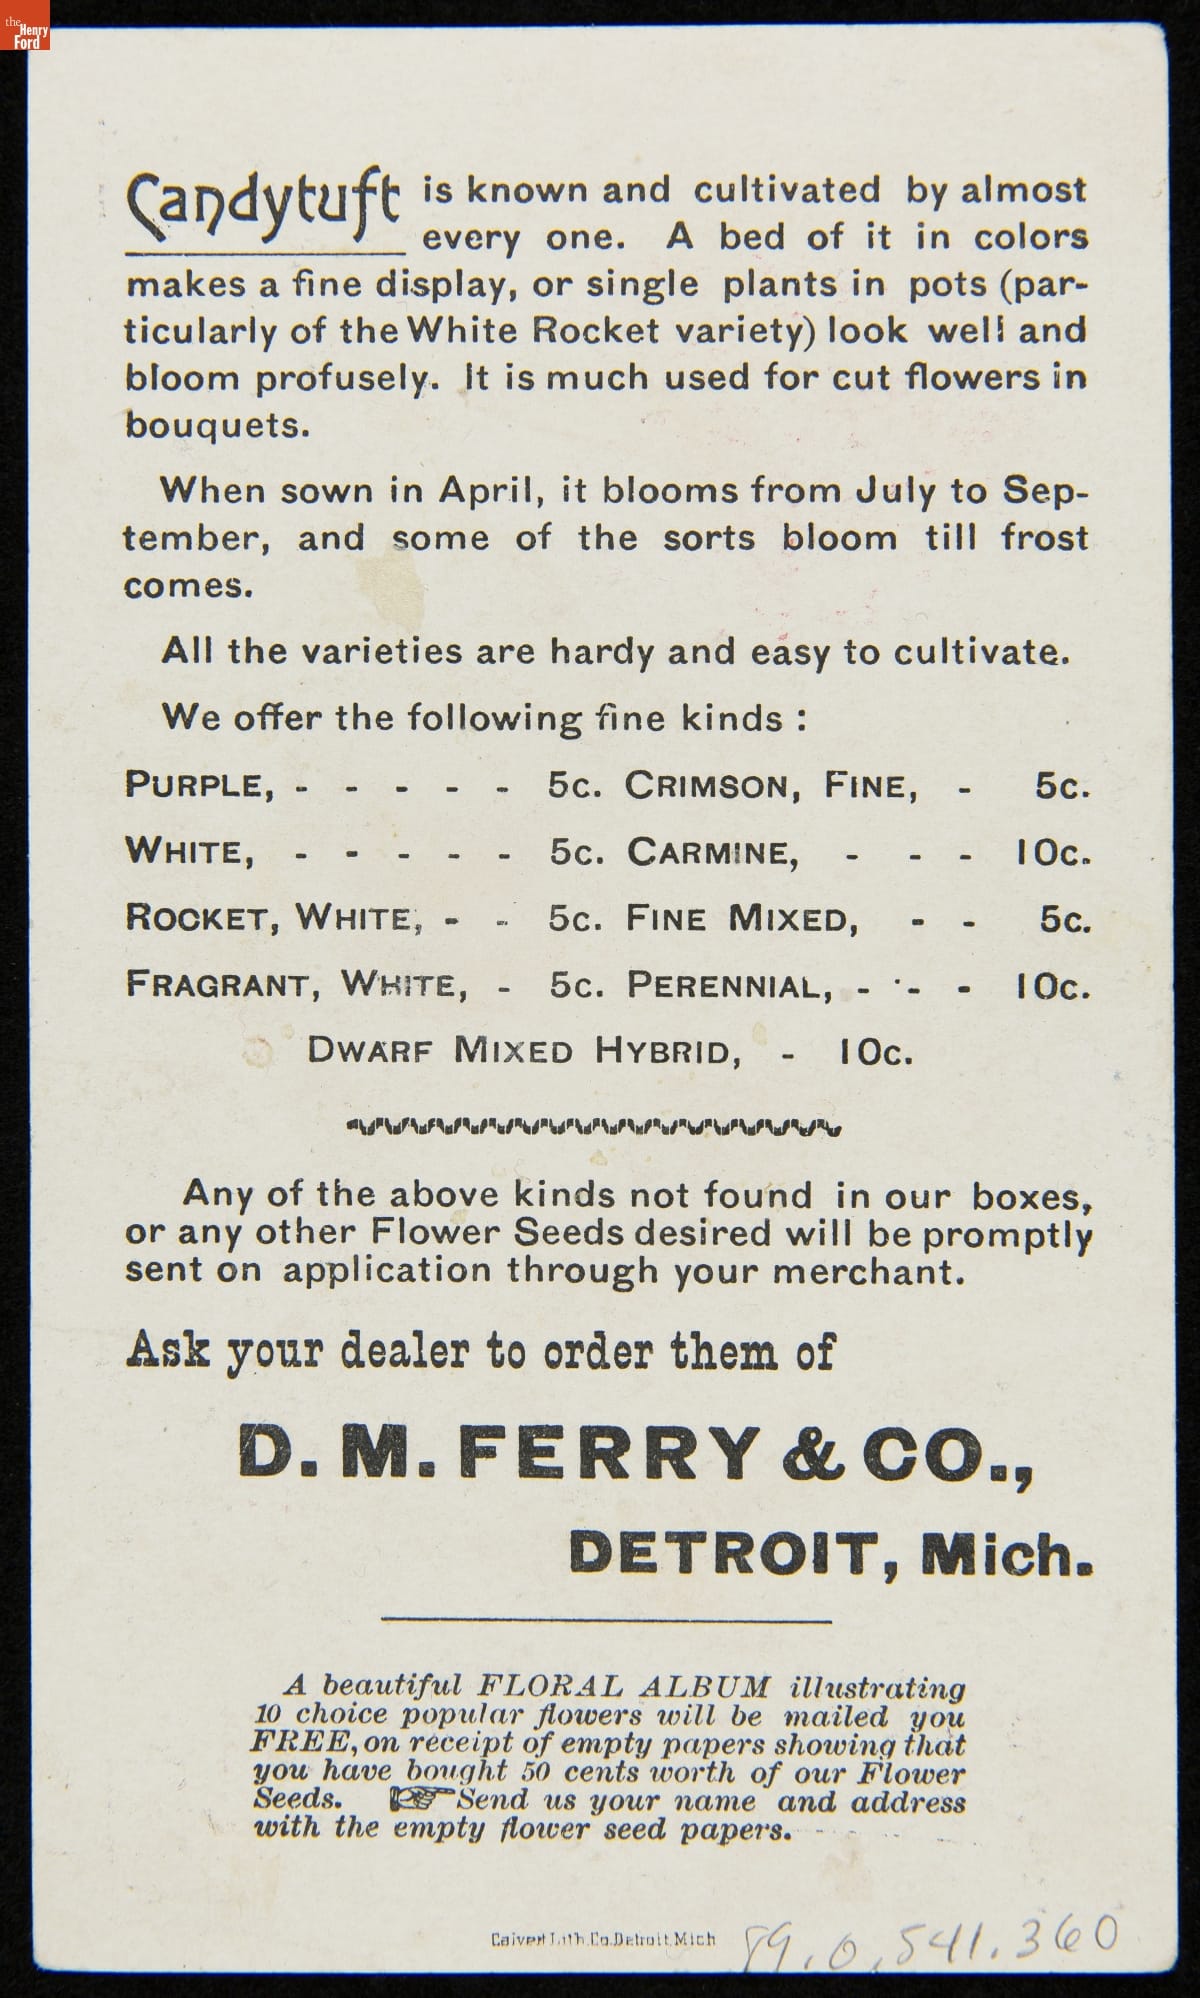 the
Henry
Ford
Candytuft is known and cultivated by almost
every one. A bed of it in colors
makes a fine display, or single plants in pots (par-
ticularly of the White Rocket variety) look well and
bloom profusely. It is much used for cut flowers in
bouquets.
When sown in April, it blooms from July to Sep-
tember, and some of the sorts bloom till frost
comes.
All the varieties are hardy and easy to cultivate.
We offer the following fine kinds :
PURPLE, - - - - - 5c. CRIMSON, FINE, - 5c.
WHITE, - - - - - 5c. CARMINE, - - - 10c.
ROCKET, WHITE, - - 5c. FINE MIXED, - - 5c.
FRAGRANT, WHITE, - 5c. PERENNIAL, - - - 10c.
DWARF MIXED HYBRID, - 10c.
Any of the above kinds not found in our boxes,
or any other Flower Seeds desired will be promptly
sent on application through your merchant.
Ask your dealer to order them of
D. M. FERRY & CO.,
DETROIT, Mich.
A beautiful FLORAL ALBUM illustrating
10 choice popular flowers will be mailed you
FREE, on receipt of empty papers showing that
you have bought 50 cents worth of our Flower
Seeds. ☞Send us your name and address
with the empty flower seed papers.
Calvert Lith.Co.Detroit.Mich
89.0.541.360